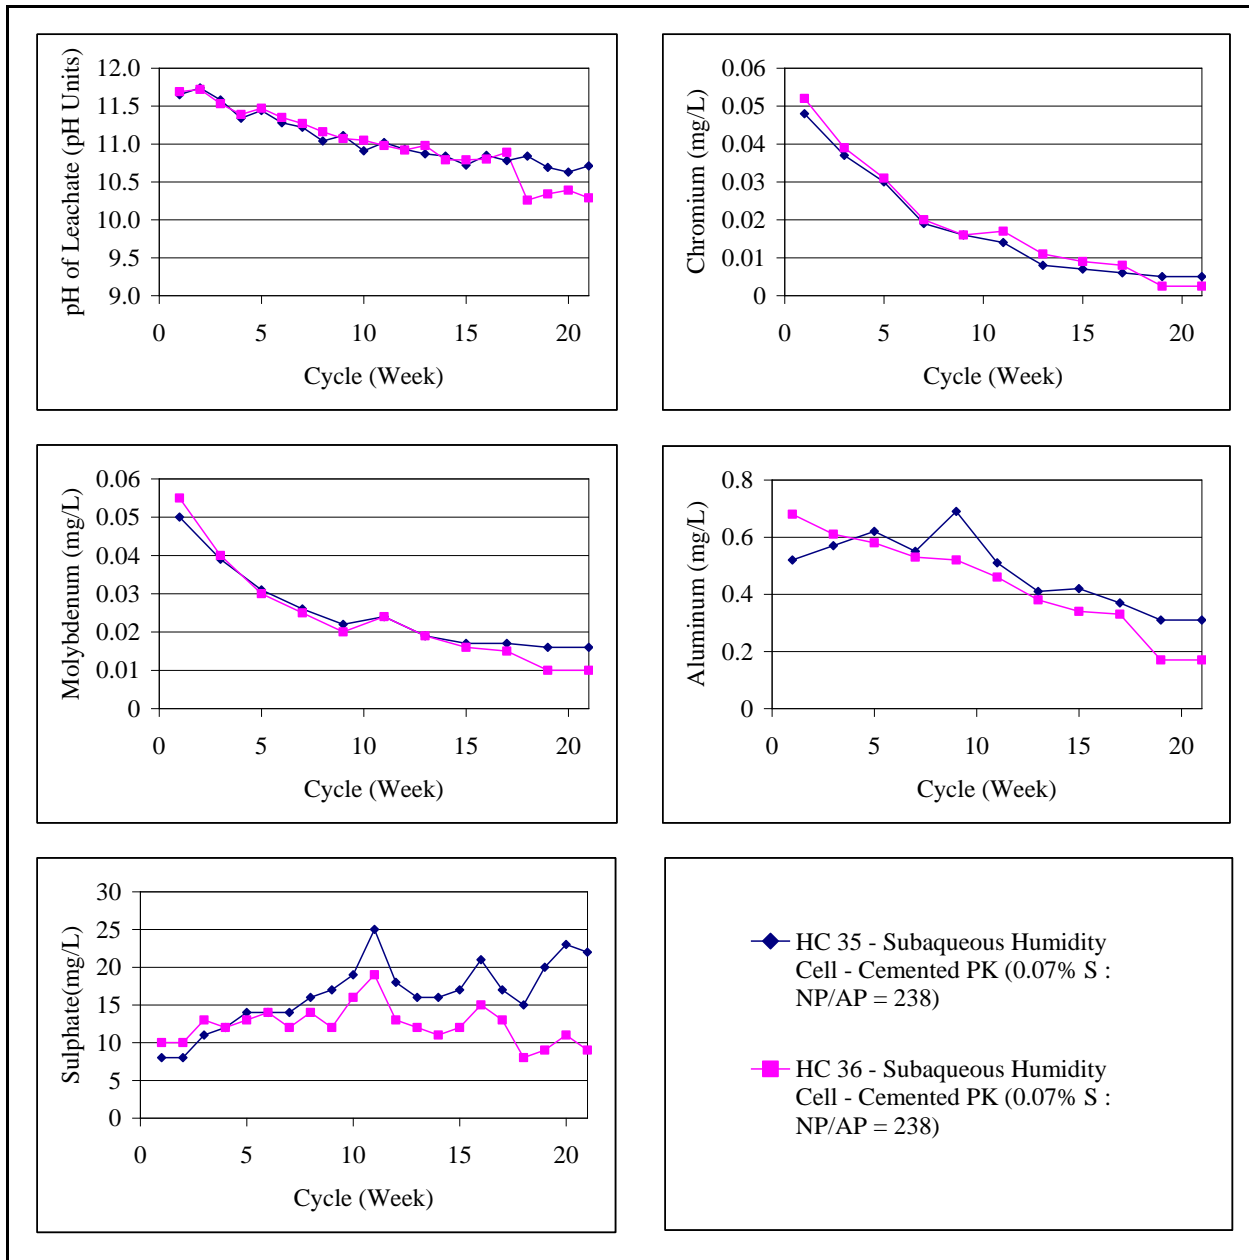 pH of Leachate (pH Units)
12.0
11.5
11.0
10.5
10.0
9.5
9.0
0 5 10 15 20
Cycle (Week)
Chromium (mg/L)
0.06
0.05
0.04
0.03
0.02
0.01
0
0 5 10 15 20
Cycle (Week)
Molybdenum (mg/L)
0.06
0.05
0.04
0.03
0.02
0.01
0
0 5 10 15 20
Cycle (Week)
Aluminum (mg/L)
0.8
0.6
0.4
0.2
0
0 5 10 15 20
Cycle (Week)
Sulphate(mg/L)
30
25
20
15
10
5
0
0 5 10 15 20
Cycle (Week)
HC 35 - Subaqueous Humidity
Cell - Cemented PK (0.07% S :
NP/AP = 238)
HC 36 - Subaqueous Humidity
Cell - Cemented PK (0.07% S :
NP/AP = 238)